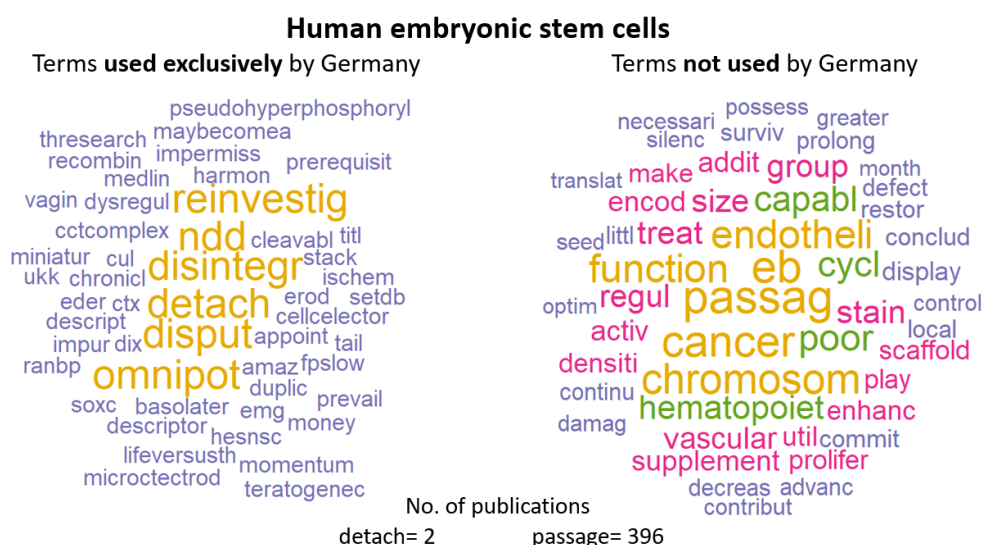 Human embryonic stem cells
Terms used exclusively by Germany
pseudohyperphosphoryl
thresearch maybecomea
recombin impermiss prerequisit
medlin harmon
vagin dysregul reinvestig
cctcomplex ndd cleavabl titl
miniatur cul disintegr stack
ukk chronicl ischem
eder ctx detach erod setdb
descript cellcelector
impur dix disput appoint tail
ranbp omnipot amaz fpslow
duplic
soxc basolater emg prevail
descriptor money
hesnsc
lifeversusth momentum
microctectrod teratogenec
Terms not used by Germany
possess
necessari greater
silenc surviv prolong
translat make addit group month
defect
encod size capabl restor
seed littl treat endotheli conclud
function eb cycl display
optim regul passag stain control
activ cancer poor local
scaffold
densiti
continu chromosom play
hematopoiet enhanc
damag
vascular util commit
supplement prolifer
decreas advanc
contribut
No. of publications
detach= 2 passage= 396